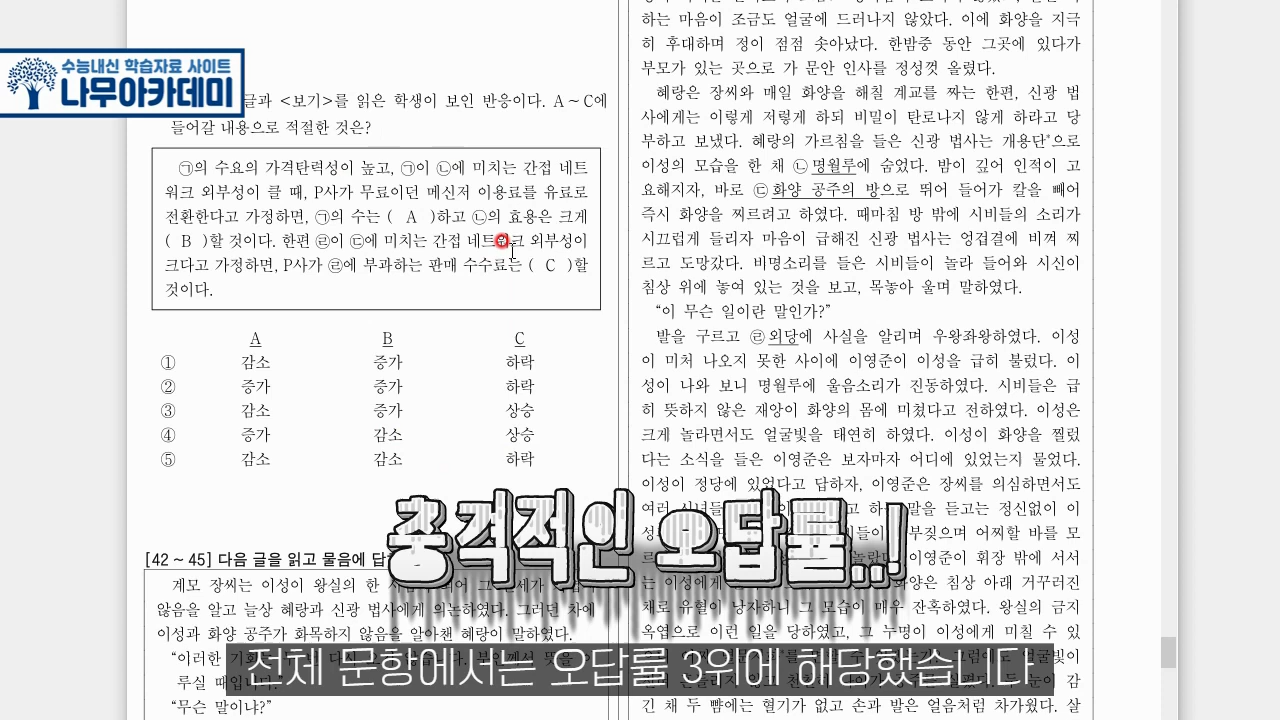 수능내신 학습자료 사이트
나무아카데미
글과 <보기>를 읽은 학생이 보인 반응이다. A ~ C에
들어갈 내용으로 적절한 것은?
㉠의 수요의 가격탄력성이 높고, ㉠이 ㉡에 미치는 간접 네트
워크 외부성이 클 때, P사가 무료이던 메신저 이용료를 유료로
전환한다고 가정하면, ㉠의 수는 ( A )하고 ㉡의 효용은 크게
( B )할 것이다. 한편 ㉣이 ㉢에 미치는 간접 네트워크 외부성이
크다고 가정하면, P사가 ㉣에 부과하는 판매 수수료는 ( C )할
것이다.
A B C
① 감소 증가 하락
② 증가 증가 하락
③ 감소 증가 상승
④ 증가 감소 상승
⑤ 감소 감소 하락
[42 ~ 45] 다음 글을 읽고 물음에 답
계모 장씨는 이성이 왕실의 한
않음을 알고 늘상 혜랑과 신광 법사에게 의논하였다. 그러던 차에
이성과 화양 공주가 화목하지 않음을 알아챈 혜랑이 말하였다.
“이러한
루실 때입니다.”
“무슨 말이냐?”
하는 마음이 조금도 얼굴에 드러나지 않았다. 이에 화양을 지극
히 후대하며 정이 점점 솟아났다. 한밤중 동안 그곳에 있다가
부모가 있는 곳으로 가 문안 인사를 정성껏 올렸다.
혜랑은 장씨와 매일 화양을 해칠 계교를 짜는 한편, 신광 법
사에게는 이렇게 저렇게 하되 비밀이 탄로나지 않게 하라고 당
부하고 보냈다. 혜랑의 가르침을 들은 신광 법사는 개용단*으로
이성의 모습을 한 채 ㉡명월루에 숨었다. 밤이 깊어 인적이 고
요해지자, 바로 ㉢화양 공주의 방으로 뛰어 들어가 칼을 빼어
즉시 화양을 찌르려고 하였다. 때마침 방 밖에 시비들의 소리가
시끄럽게 들리자 마음이 급해진 신광 법사는 엉겁결에 비껴 찌
르고 도망갔다. 비명소리를 들은 시비들이 놀라 들어와 시신이
침상 위에 놓여 있는 것을 보고, 목놓아 울며 말하였다.
“이 무슨 일이란 말인가?”
발을 구르고 ㉣외당에 사실을 알리며 우왕좌왕하였다. 이성
이 미처 나오지 못한 사이에 이영준이 이성을 급히 불렀다. 이
성이 나와 보니 명월루에 울음소리가 진동하였다. 시비들은 급
히 뜻하지 않은 재앙이 화양의 몸에 미쳤다고 전하였다. 이성은
크게 놀라면서도 얼굴빛을 태연히 하였다. 이성이 화양을 찔렀
다는 소식을 들은 이영준은 보자마자 어디에 있었는지 물었다.
이성이 정당에 있었다고 답하자, 이영준은 장씨를 의심하면서도
여러 말을 듣고는 정신없이 이
부짖으며 어찌할 바를 모
이영준이 휘장 밖에 서서
는 이성에게 화양은 침상 아래 거꾸러진
채로 유혈이 낭자하니 그 모습이 매우 잔혹하였다. 왕실의 금지
옥엽으로 이런 일을 당하였고, 그 누명이 이성에게 미칠 수 있
긴 채 두 뺨에는 혈기가 없고 손과 발은 얼음처럼 차가웠다. 살
충격적인 오답률..!
전체 문항에서는 오답률 3위에 해당했습니다